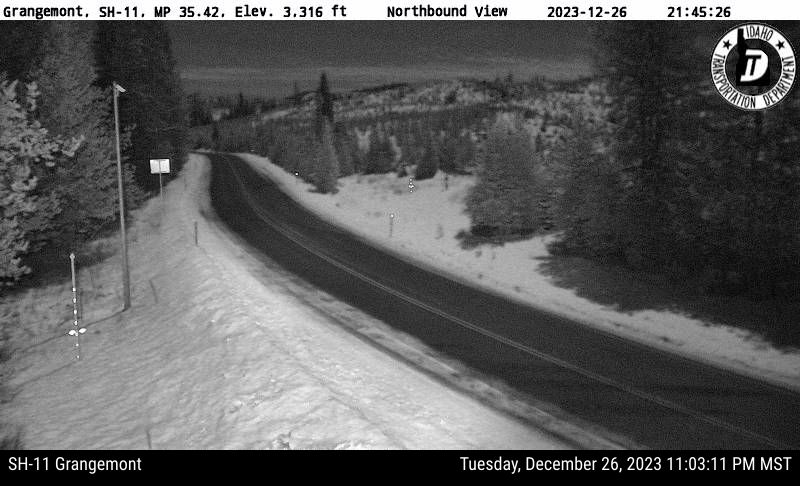 Grangemont, SH-11, MP 35.42, Elev. 3,316 ft Northbound View 2023-12-26 21:45:26
IDAHO
TRANSPORTATION DEPARTMENT
SH-11 Grangemont Tuesday, December 26, 2023 11:03:11 PM MST